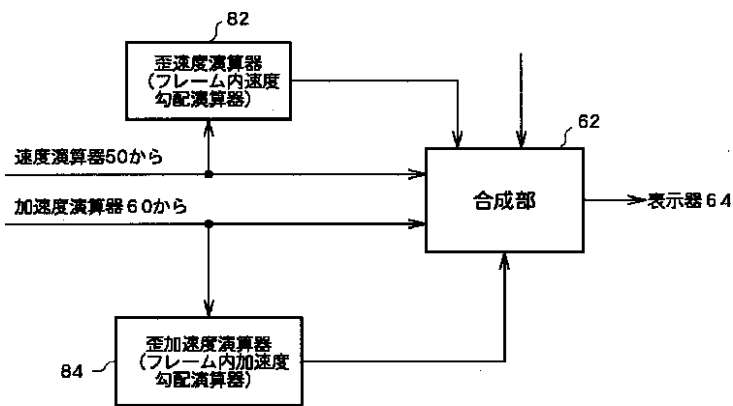 82
歪速度演算器
(フレーム内速度
勾配演算器)
62
速度演算器50から
合成部
表示器64
加速度演算器60から
歪加速度演算器
(フレーム内加速度
勾配演算器)
84